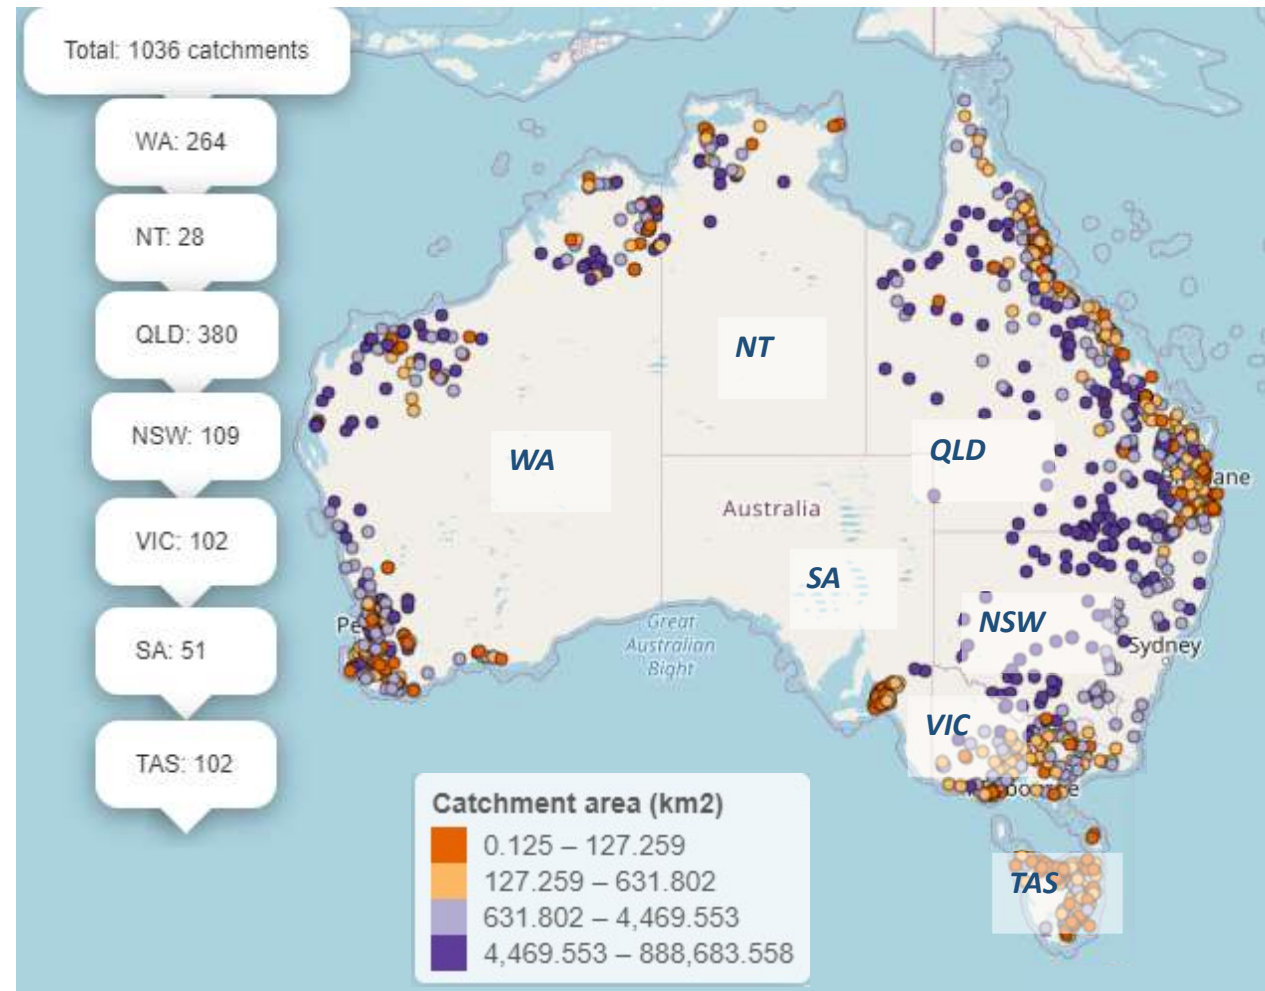 Total: 1036 catchments
WA: 264
NT: 28
QLD: 380
NSW: 109
VIC: 102
SA: 51
TAS: 102
NT
WA
QLD
Australia
SA
NSW
Great
Australian
Bight
Sydney
VIC
TAS
Catchment area (km2)
0.125 – 127.259
127.259 – 631.802
631.802 – 4,469.553
4,469.553 – 888,683.558